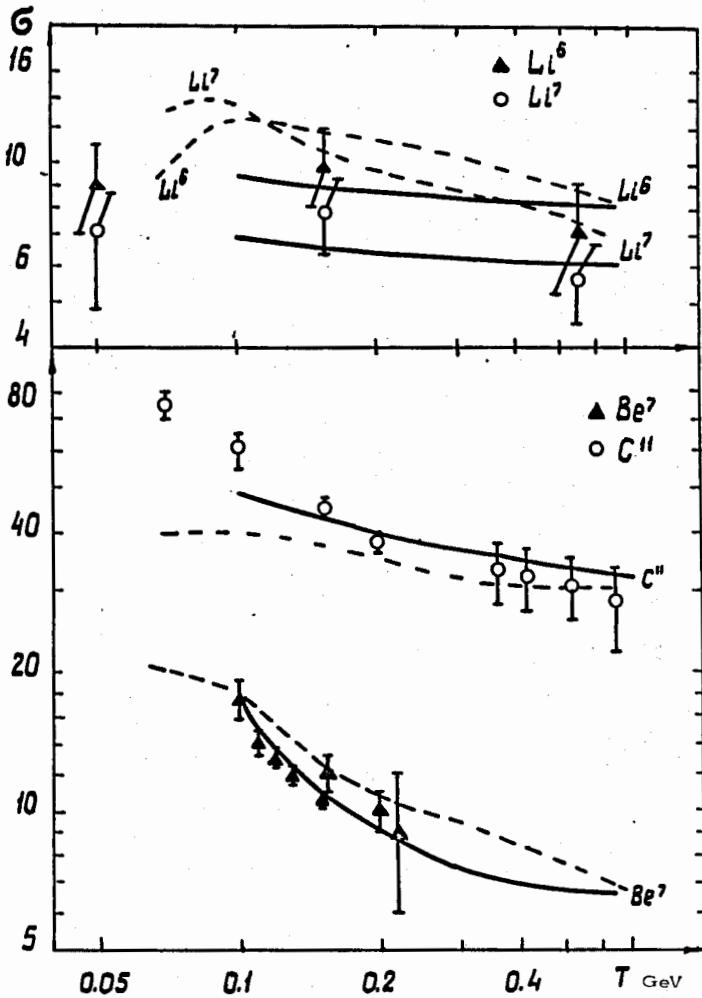 σ
16
10
6
4
▲ Li⁶
○ Li⁷
Li⁷
Li⁶
Li⁶
Li⁷
80
40
20
10
5
▲ Be⁷
○ C¹¹
C¹¹
Be⁷
0.05 0.1 0.2 0.4 T GeV